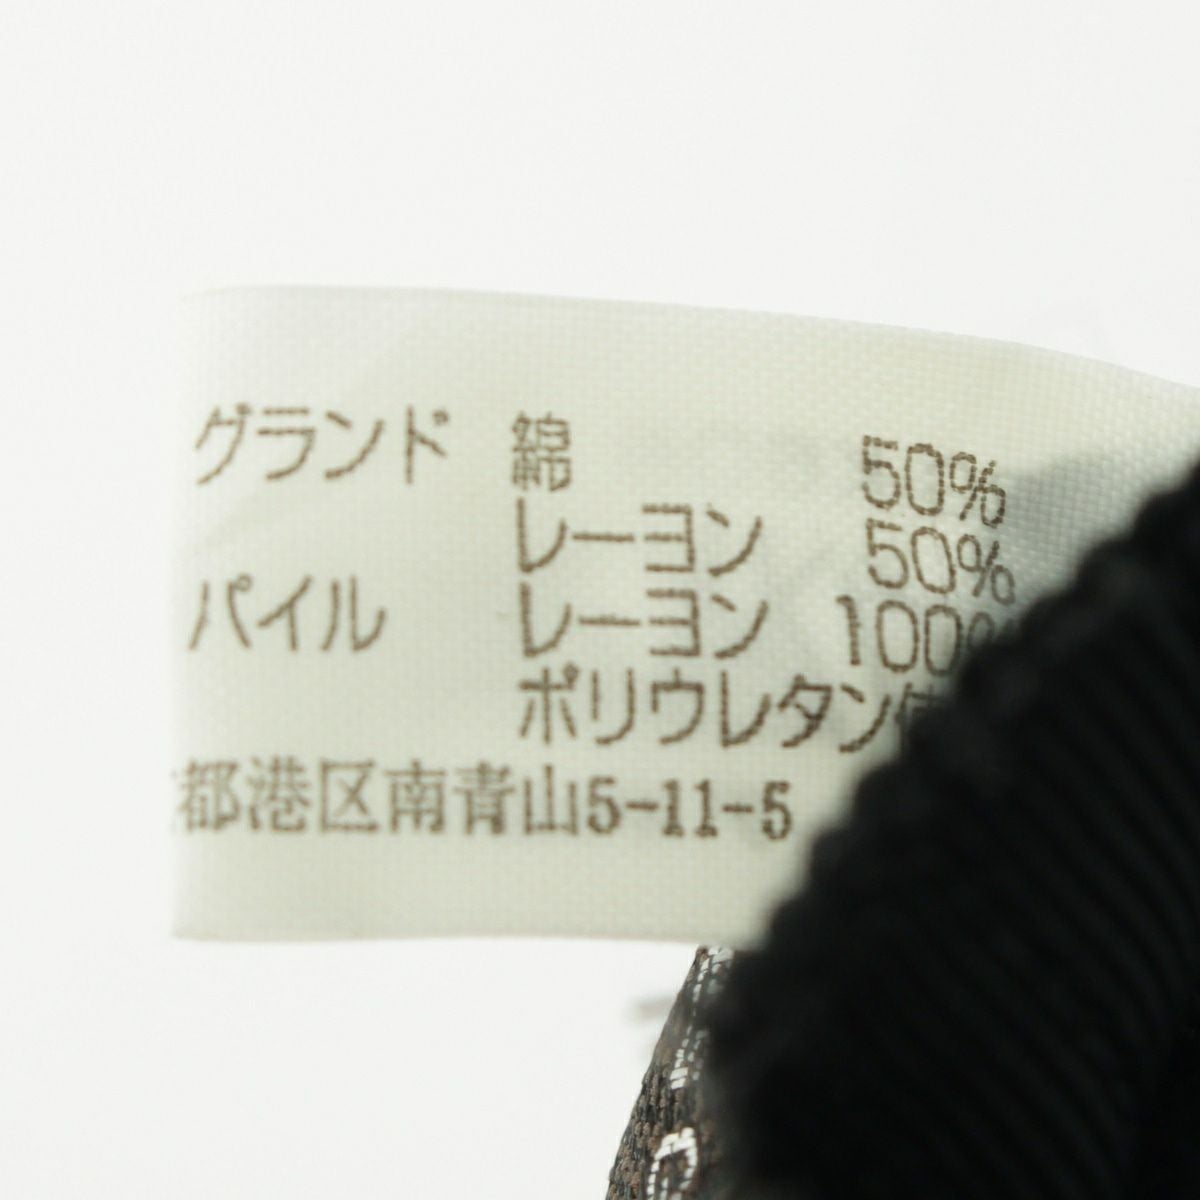 グランド 綿 50%
レーヨン 50%
パイル レーヨン 100%
ポリウレタン
都港区南青山5-11-5